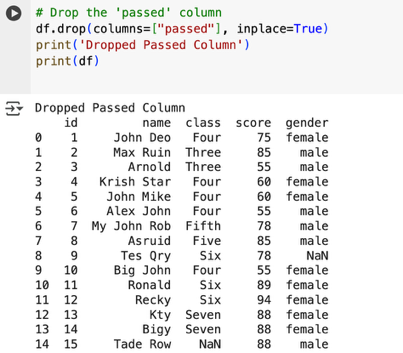 # Drop the 'passed' column
df.drop(columns=["passed"], inplace=True)
print('Dropped Passed Column')
print(df)
Dropped Passed Column
id name class score gender
0 1 John Deo Four 75 female
1 2 Max Ruin Three 85 male
2 3 Arnold Three 55 male
3 4 Krish Star Four 60 female
4 5 John Mike Four 60 female
5 6 Alex John Four 55 male
6 7 My John Rob Fifth 78 male
7 8 Asruid Five 85 male
8 9 Tes Qry Six 78 NaN
9 10 Big John Four 55 female
10 11 Ronald Six 89 female
11 12 Recky Six 94 female
12 13 Kty Seven 88 female
13 14 Bigy Seven 88 female
14 15 Tade Row NaN 88 male